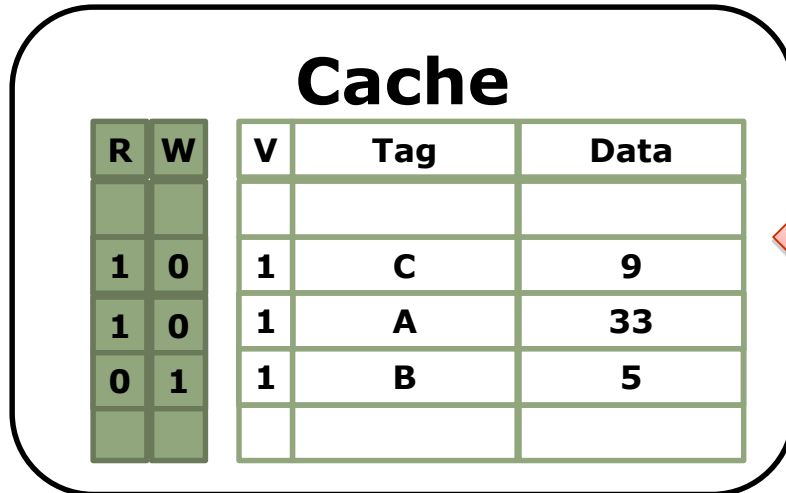 Cache
R W V Tag Data
1 0 1 C 9
1 0 1 A 33
0 1 1 B 5